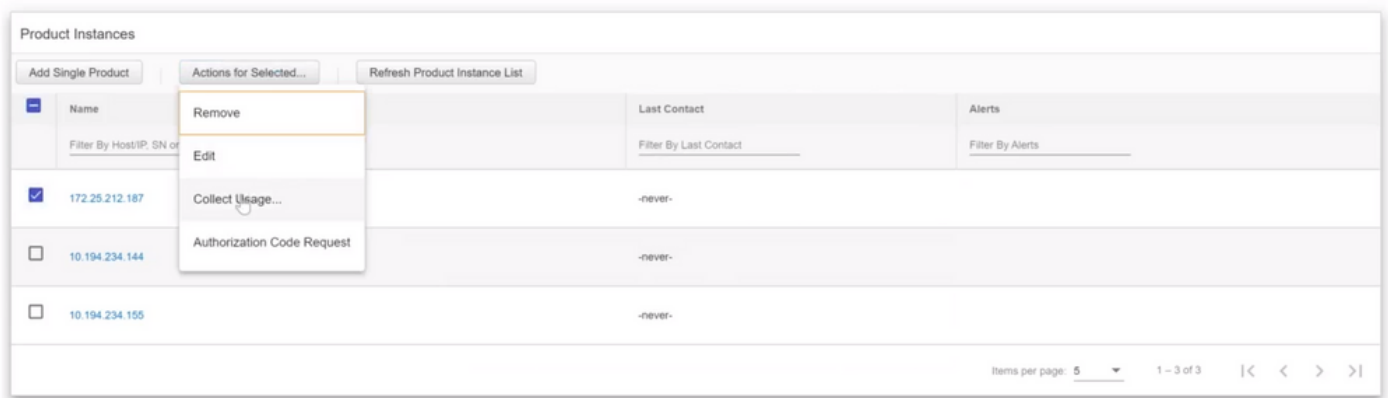 Product Instances
Add Single Product Actions for Selected... Refresh Product Instance List
Name Last Contact Alerts
Remove
Filter By Host/IP, SN or Filter By Last Contact Filter By Alerts
Edit
172.25.212.187 Collect Usage... -never-
Authorization Code Request
10.194.234.144 -never-
10.194.234.155 -never-
Items per page: 5 1 – 3 of 3